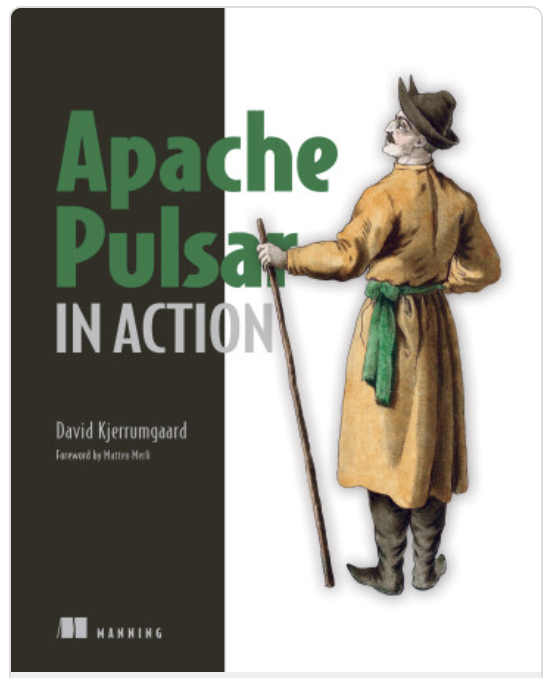 Apache
Pulsar
IN ACTION
David Kjerrumgaard
Foreword by Matteo Merli
MANNING